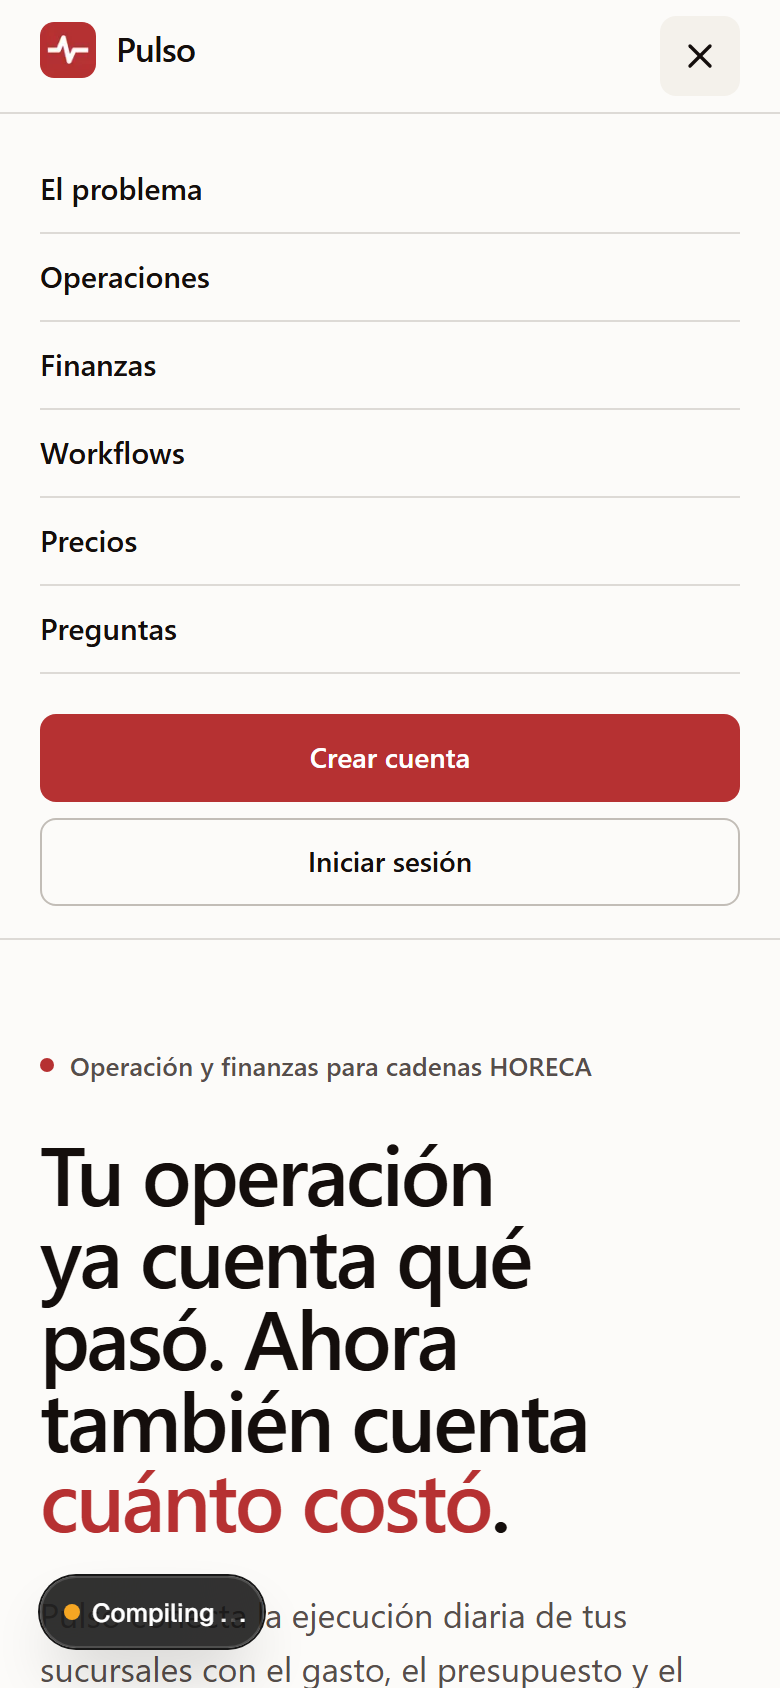 Pulso
El problema
Operaciones
Finanzas
Workflows
Precios
Preguntas
Crear cuenta
Iniciar sesión
Operación y finanzas para cadenas HORECA
Tu operación
ya cuenta qué
pasó. Ahora
también cuenta
cuánto costó.
Compiling . .
Pulso conecta la ejecución diaria de tus
sucursales con el gasto, el presupuesto y el